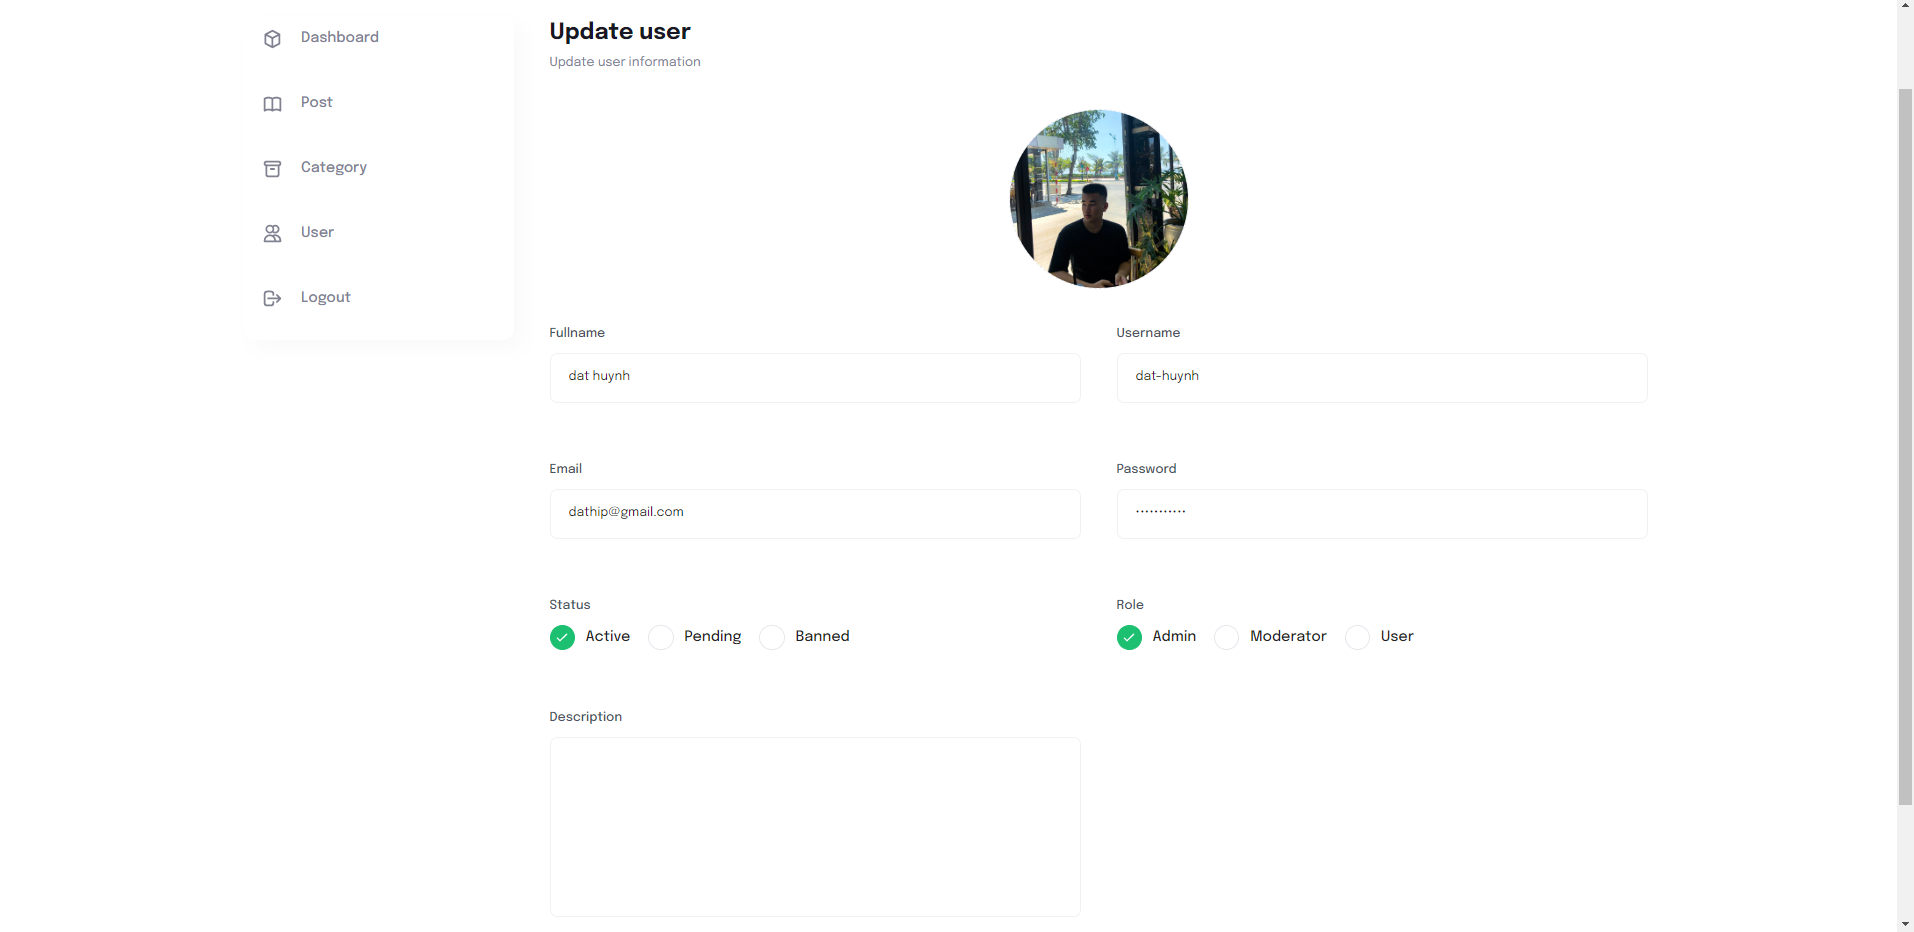 Dashboard
Post
Category
User
Logout
Update user
Update user information
Fullname
dat huynh
Username
dat-huynh
Email
dathip@gmail.com
Password
···········
Status
Active Pending Banned
Role
Admin Moderator User
Description